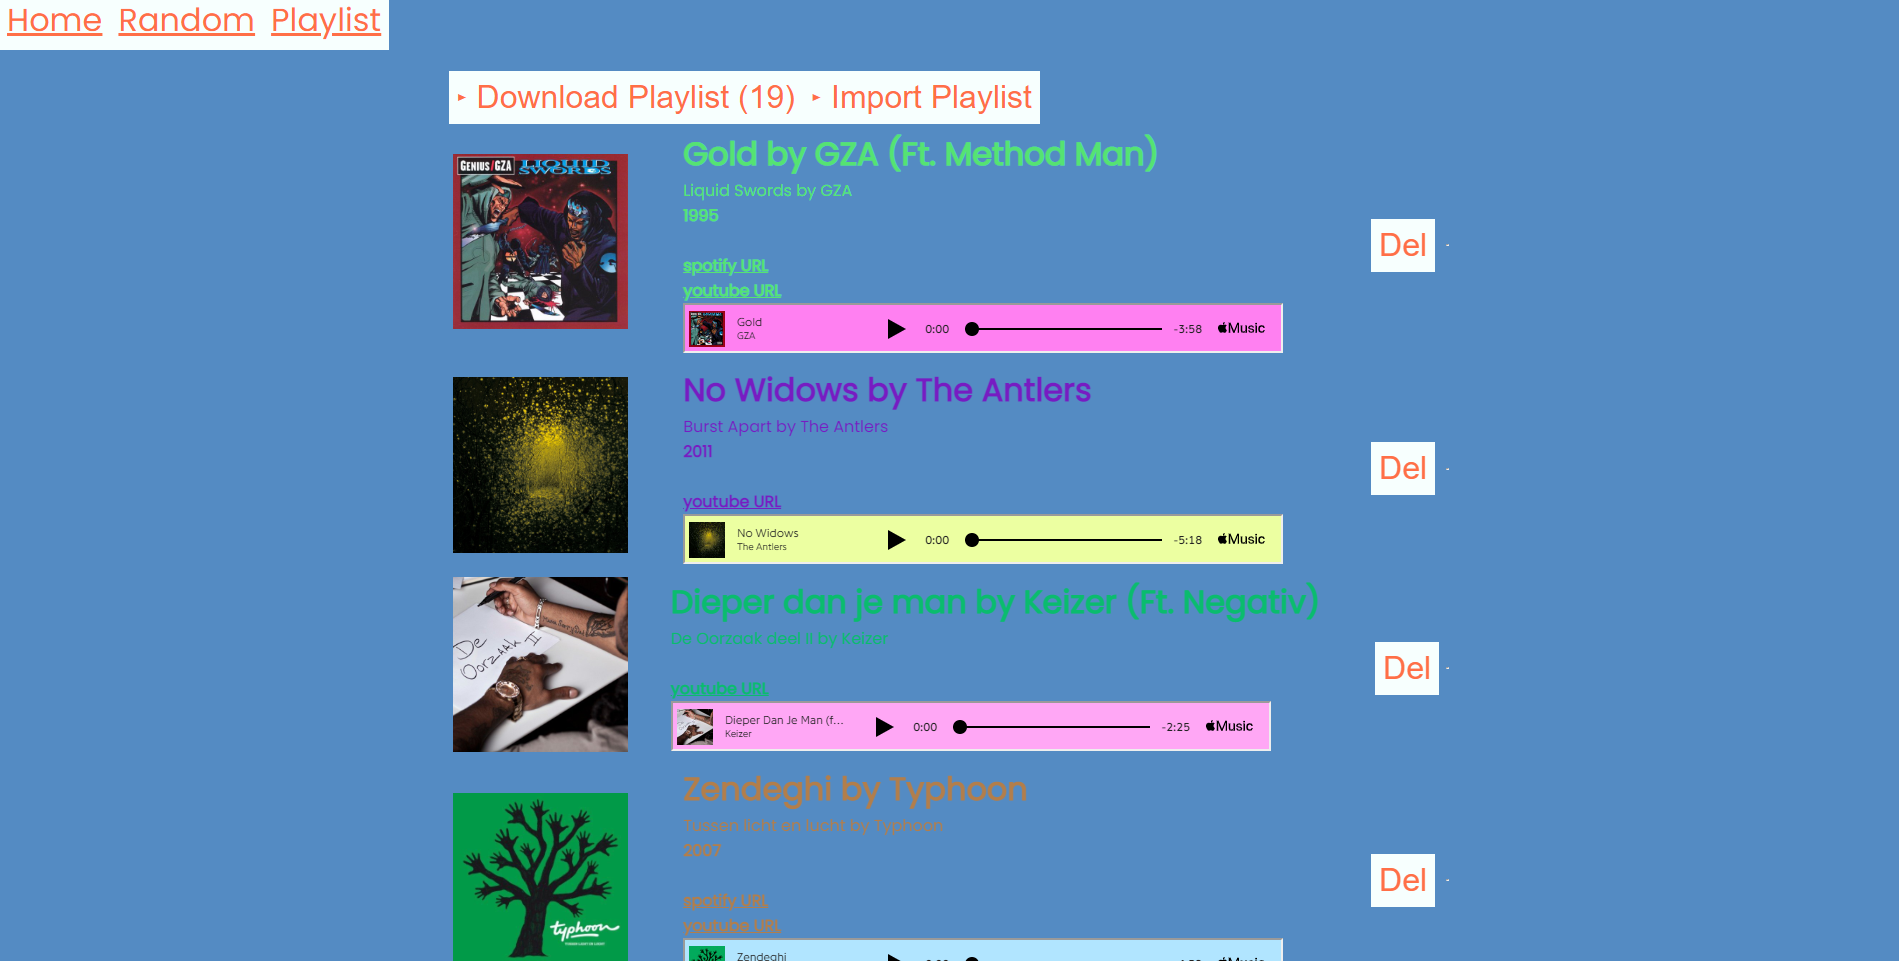 Home Random Playlist
▸ Download Playlist (19) ▸ Import Playlist
GENIUS/GZA LIQUID SWORDS
Gold by GZA (Ft. Method Man)
Liquid Swords by GZA
1995
Del
spotify URL
youtube URL
Gold
GZA
0:00
-3:58
Music
No Widows by The Antlers
Burst Apart by The Antlers
2011
Del
youtube URL
No Widows
The Antlers
0:00
-5:18
Music
De Oorzaak II
Dieper dan je man by Keizer (Ft. Negativ)
by Keizer
Del
youtube URL
Dieper Dan Je Man (f...
Keizer
0:00
-2:25
Music
Zendeghi by Typhoon
Tussen licht en lucht by Typhoon
2007
Del
typhoon
spotify URL
youtube URL
Zendeghi